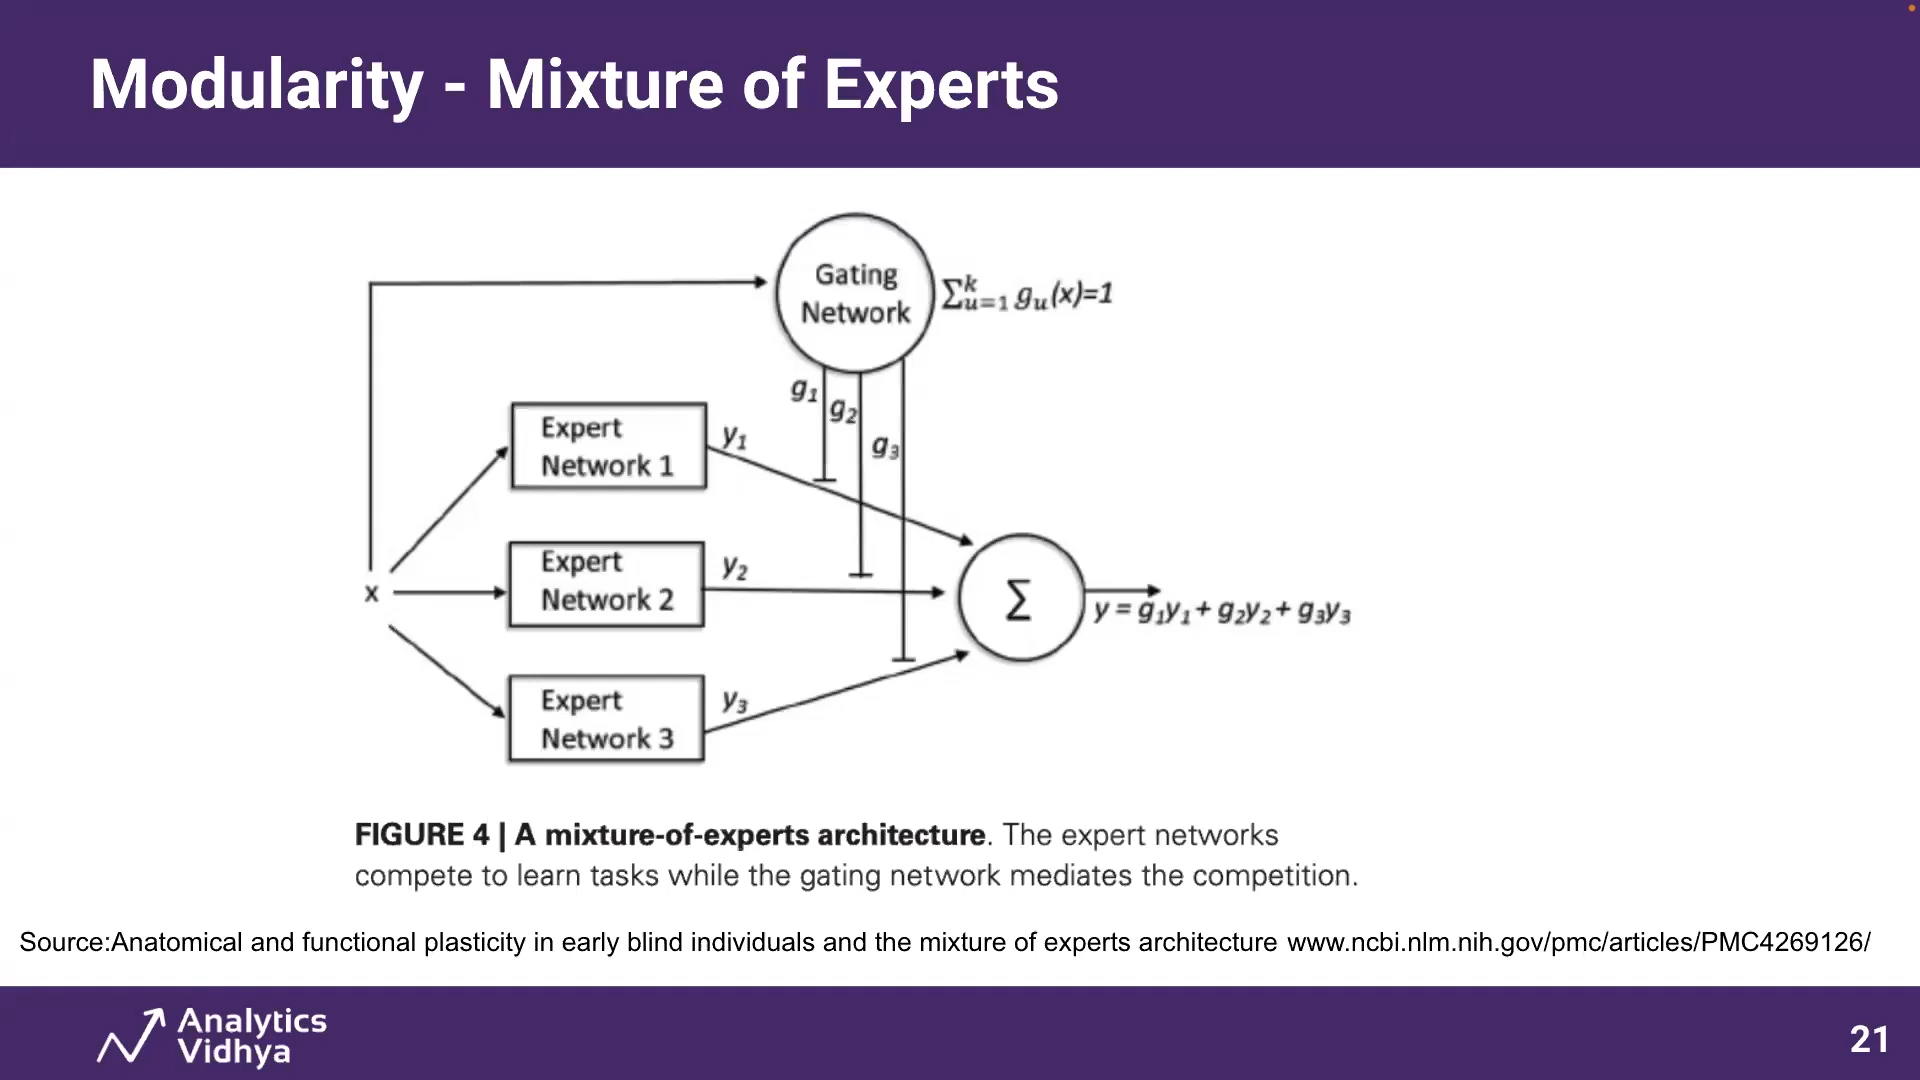 Modularity - Mixture of Experts
Gating
Network
∑ᵏᵤ₌₁ gᵤ(x)=1
g₁
g₂
g₃
Expert
Network 1
y₁
Expert
Network 2
y₂
x
∑
y = g₁y₁ + g₂y₂ + g₃y₃
Expert
Network 3
y₃
FIGURE 4 | A mixture-of-experts architecture. The expert networks
compete to learn tasks while the gating network mediates the competition.
Source:Anatomical and functional plasticity in early blind individuals and the mixture of experts architecture www.ncbi.nlm.nih.gov/pmc/articles/PMC4269126/
Analytics
Vidhya
21